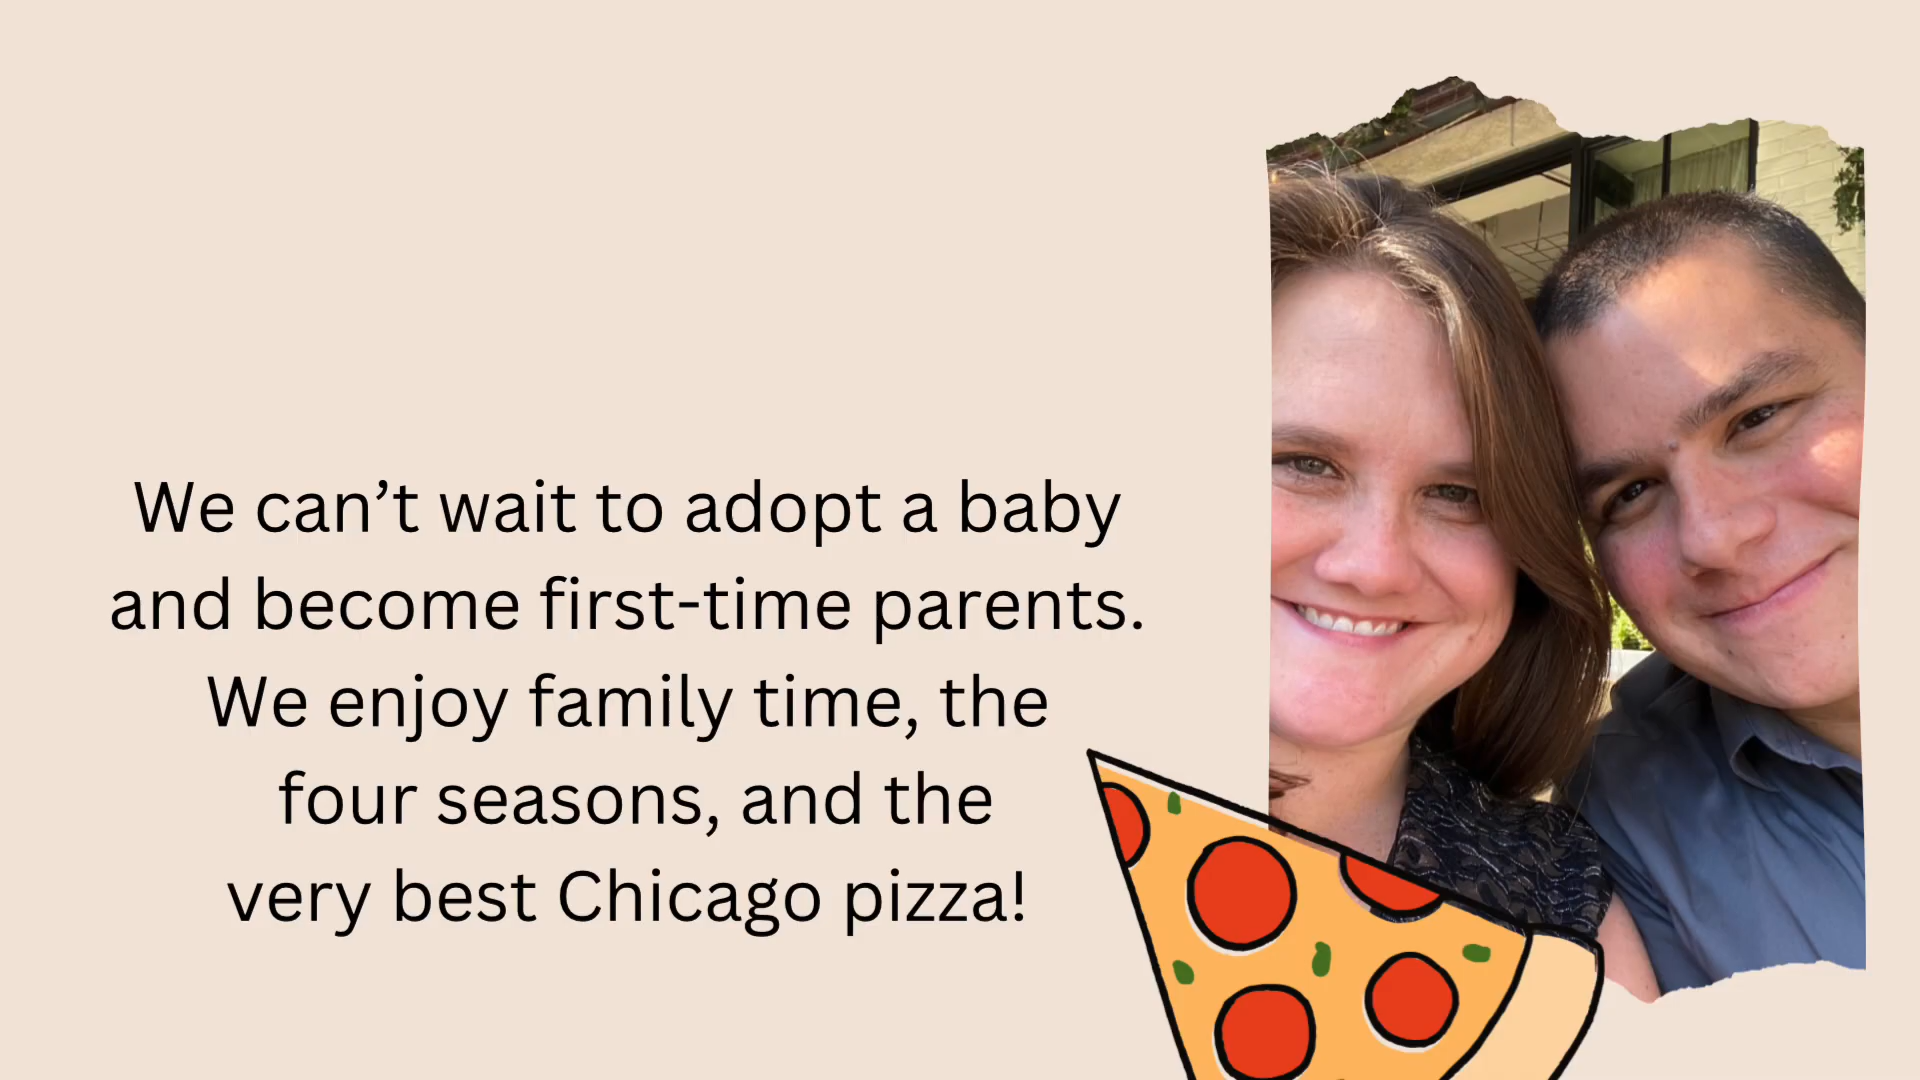 We can’t wait to adopt a baby
and become first-time parents.
We enjoy family time, the
four seasons, and the
very best Chicago pizza!